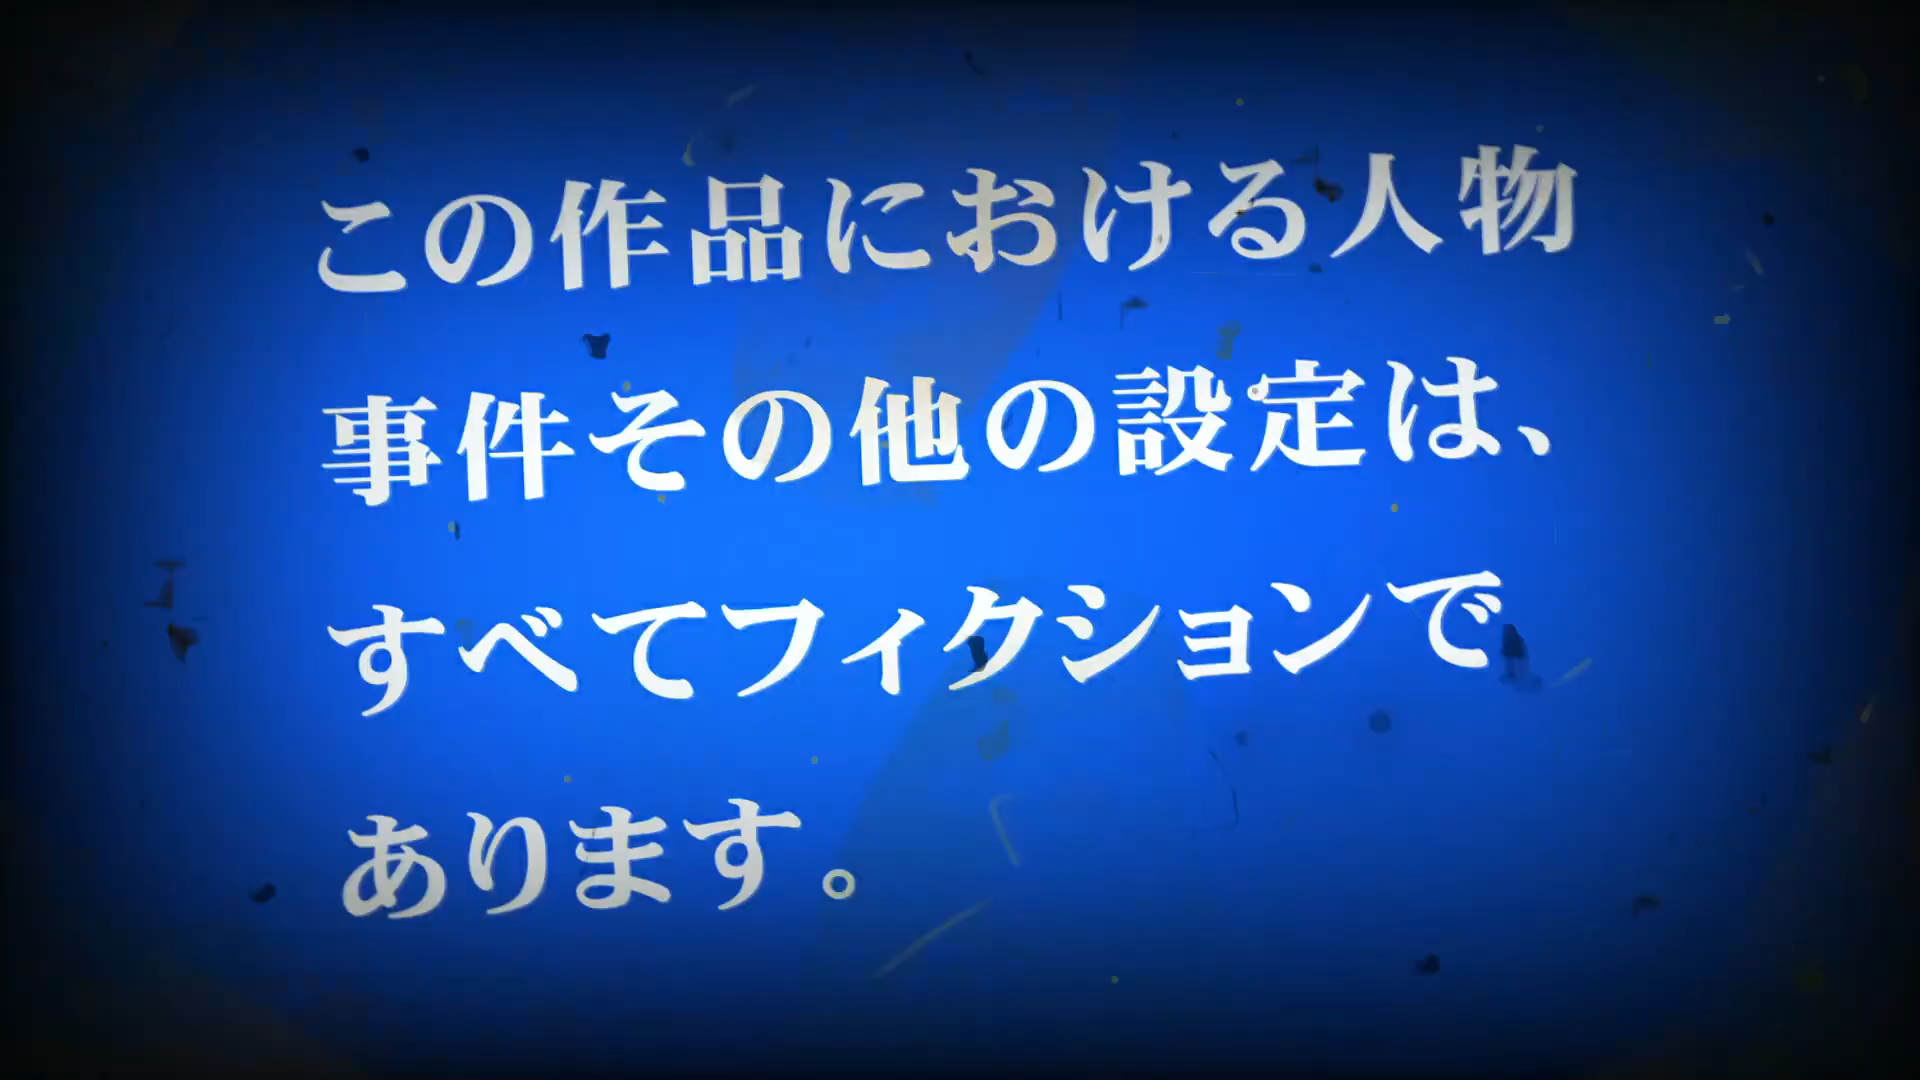 この作品における人物
事件その他の設定は、
すべてフィクションで
あります。